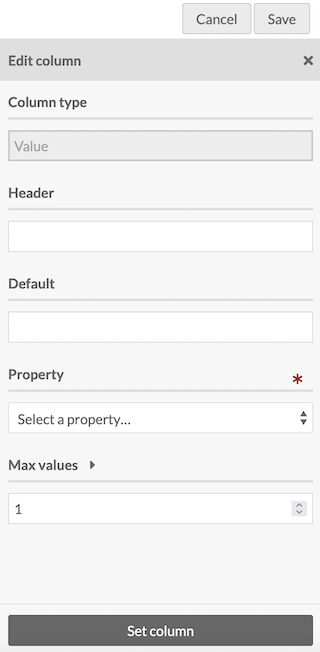 Cancel Save
Edit column ×
Column type
Value
Header
Default
Property *
Select a property...
Max values
1
Set column